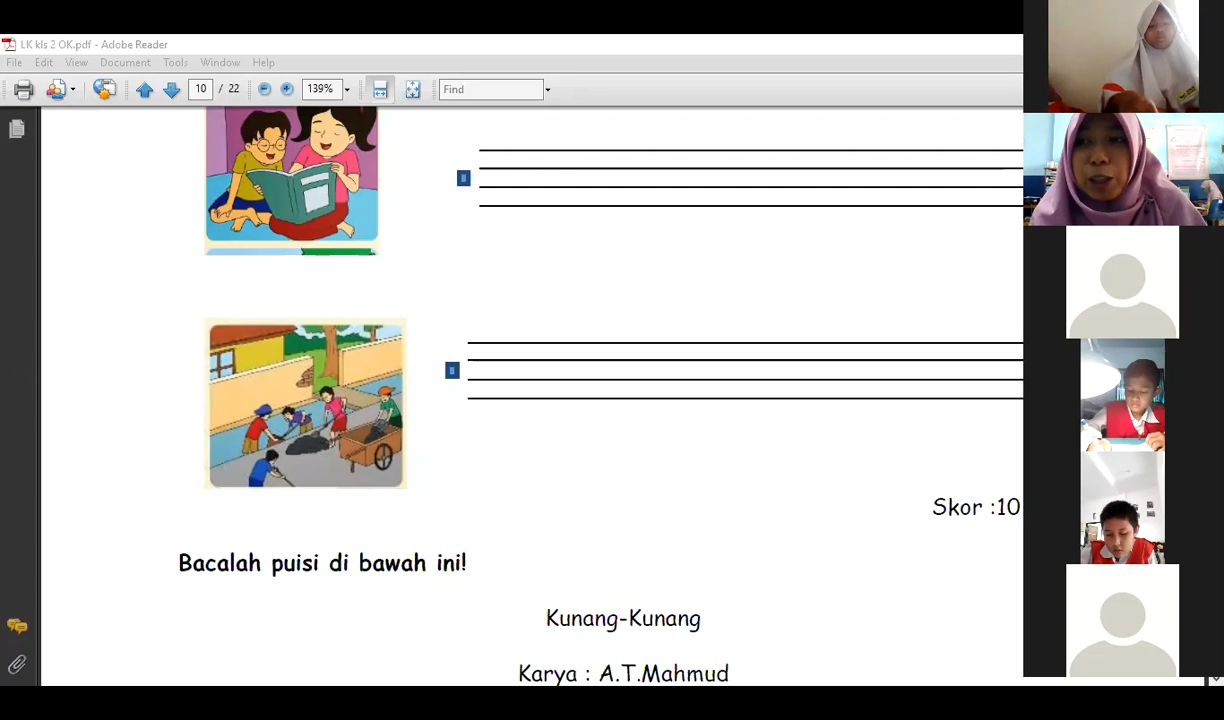 LK kls 2 OK.pdf - Adobe Reader
File Edit View Document Tools Window Help
10 / 22 139% Find
Skor :10
Bacalah puisi di bawah ini!
Kunang-Kunang
Karya : A.T.Mahmud